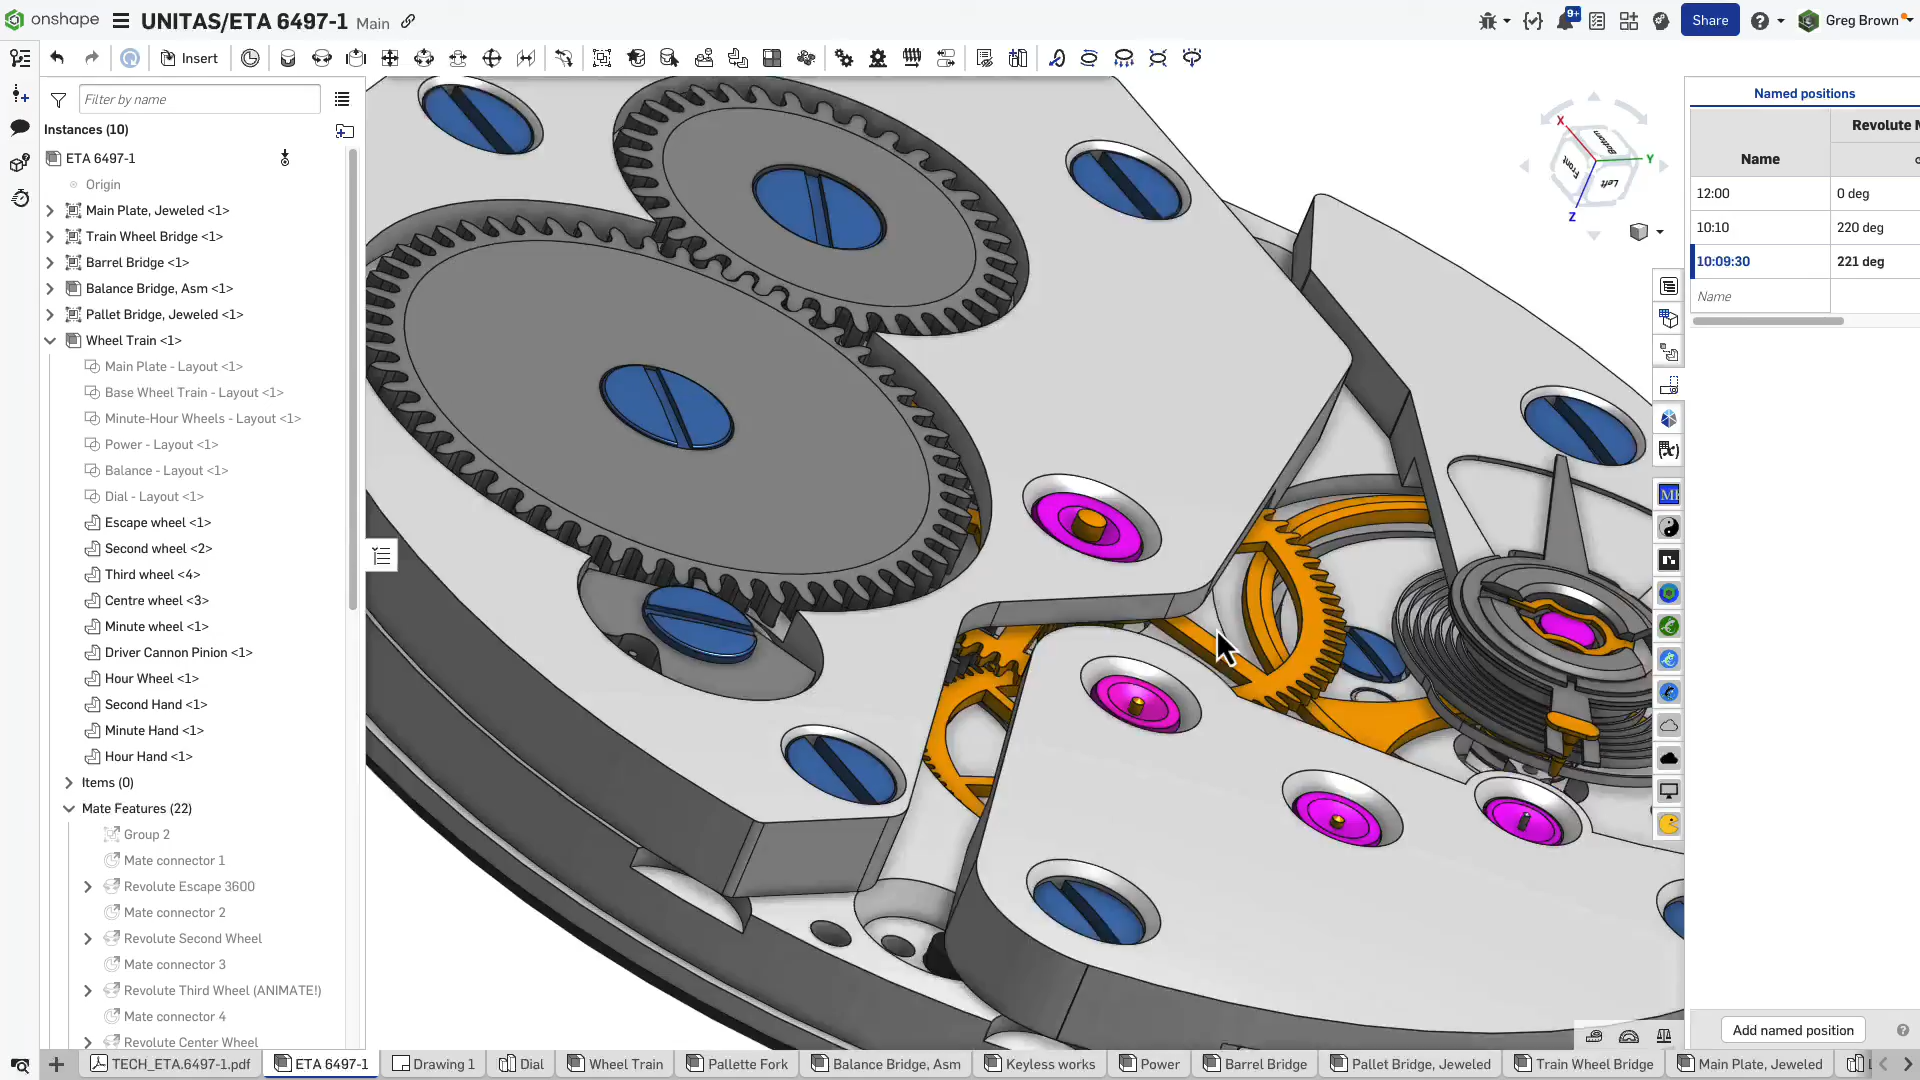 onshape
UNITAS/ETA 6497-1 Main
9+
Share
Greg Brown
Insert
Filter by name
Instances (10)
ETA 6497-1
Origin
Main Plate, Jeweled <1>
Train Wheel Bridge <1>
Barrel Bridge <1>
Balance Bridge, Asm <1>
Pallet Bridge, Jeweled <1>
Wheel Train <1>
Main Plate - Layout <1>
Base Wheel Train - Layout <1>
Minute-Hour Wheels - Layout <1>
Power - Layout <1>
Balance - Layout <1>
Dial - Layout <1>
Escape wheel <1>
Second wheel <2>
Third wheel <4>
Centre wheel <3>
Minute wheel <1>
Driver Cannon Pinion <1>
Hour Wheel <1>
Second Hand <1>
Minute Hand <1>
Hour Hand <1>
Items (0)
Mate Features (22)
Group 2
Mate connector 1
Revolute Escape 3600
Mate connector 2
Revolute Second Wheel
Mate connector 3
Revolute Third Wheel (ANIMATE!)
Mate connector 4
Revolute Center Wheel
X
Y
Z
Bottom
Front
Left
Named positions
Revolute M
Name
12:00 0 deg
10:10 220 deg
10:09:30 221 deg
Name
Add named position
TECH_ETA.6497-1.pdf
ETA 6497-1
Drawing 1
Dial
Wheel Train
Pallette Fork
Balance Bridge, Asm
Keyless works
Power
Barrel Bridge
Pallet Bridge, Jeweled
Train Wheel Bridge
Main Plate, Jeweled